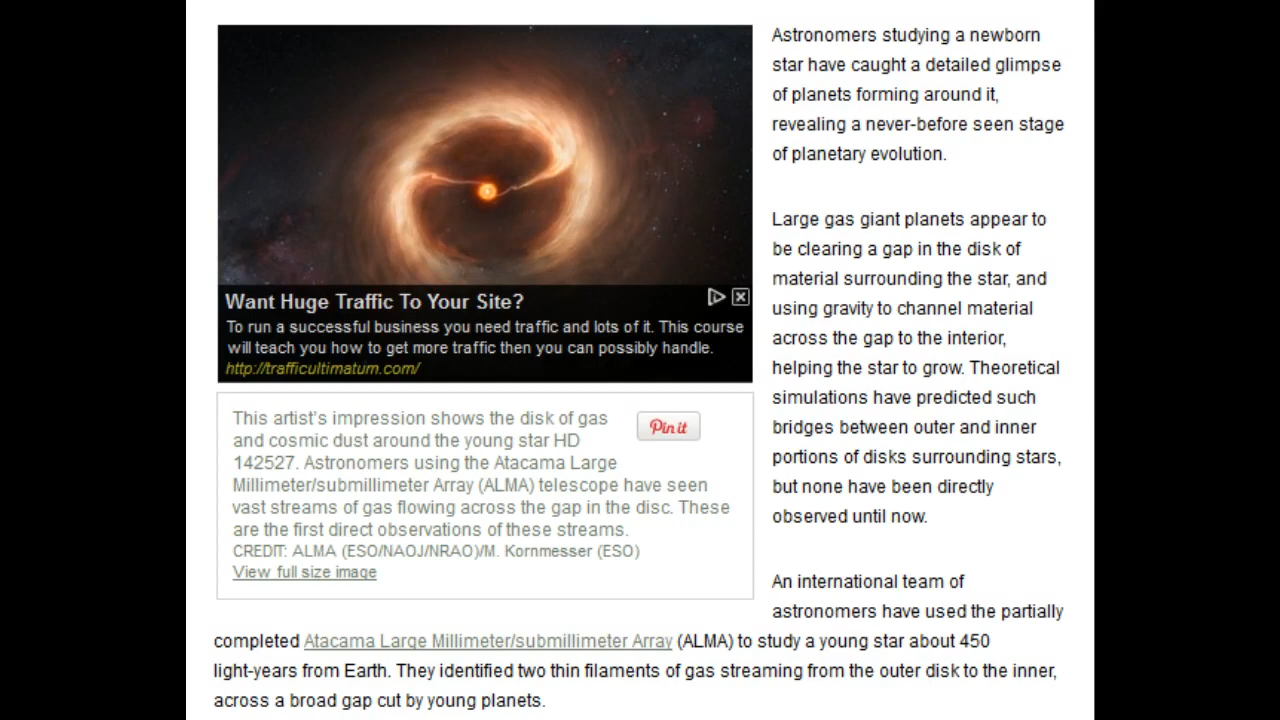 Astronomers studying a newborn
star have caught a detailed glimpse
of planets forming around it,
revealing a never-before seen stage
of planetary evolution.
Large gas giant planets appear to
be clearing a gap in the disk of
material surrounding the star, and
using gravity to channel material
across the gap to the interior,
helping the star to grow. Theoretical
simulations have predicted such
bridges between outer and inner
portions of disks surrounding stars,
but none have been directly
observed until now.
Want Huge Traffic To Your Site?
To run a successful business you need traffic and lots of it. This course
will teach you how to get more traffic then you can possibly handle.
http://trafficultimatum.com/
This artist's impression shows the disk of gas
and cosmic dust around the young star HD
142527. Astronomers using the Atacama Large
Millimeter/submillimeter Array (ALMA) telescope have seen
vast streams of gas flowing across the gap in the disc. These
are the first direct observations of these streams.
CREDIT: ALMA (ESO/NAOJ/NRAO)/M. Kornmesser (ESO)
View full size image
Pin it
An international team of
astronomers have used the partially
completed Atacama Large Millimeter/submillimeter Array (ALMA) to study a young star about 450
light-years from Earth. They identified two thin filaments of gas streaming from the outer disk to the inner,
across a broad gap cut by young planets.